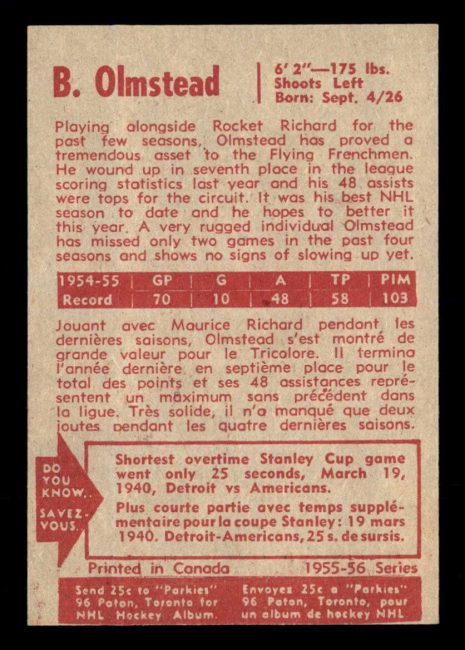 B. Olmstead
6' 2"—175 lbs.
Shoots Left
Born: Sept. 4/26
Playing alongside Rocket Richard for the
past few seasons, Olmstead has proved a
tremendous asset to the Flying Frenchmen.
He wound up in seventh place in the league
scoring statistics last year and his 48 assists
were tops for the circuit. It was his best NHL
season to date and he hopes to better it
this year. A very rugged individual Olmstead
has missed only two games in the past four
seasons and shows no signs of slowing up yet.
1954-55 GP G A TP PIM
Record 70 10 48 58 103
Jouant avec Maurice Richard pendant les
dernières saisons, Olmstead s'est montré de
grande valeur pour le Tricolore. Il termina
l'année dernière en septième place pour le
total des points et ses 48 assistances repré-
sentent un maximum sans précédent dans
la ligue. Très solide, il n'a manqué que deux
joutes pendant les quatre dernières saisons.
DO
YOU
KNOW..
SAVEZ-
VOUS.
Shortest overtime Stanley Cup game
went only 25 seconds, March 19,
1940, Detroit vs Americans.
Plus courte partie avec temps supplé-
mentaire pour la coupe Stanley: 19 mars
1940. Detroit-Americans, 25 s. de sursis.
Printed in Canada 1955-56 Series
Send 25c to "Parkies"
96 Paton, Toronto for
NHL Hockey Album.
Envoyez 25c a "Parkies"
96 Paton, Toronto, pour
un album de hockey NHL